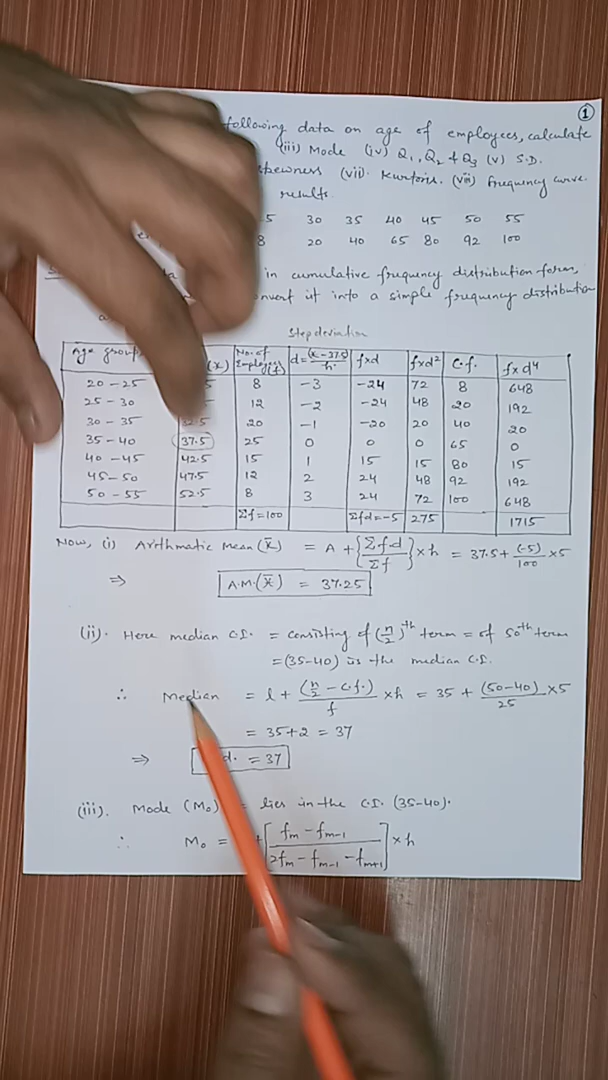 ①
following data on age of employees, calculate
(iii) Mode (iv) Q₁, Q₂ & Q₃ (v) S.D.
skewness (vii). Kurtosis. (viii) Frequency curve
results.
5 30 35 40 45 50 55
8 20 40 65 80 92 100
in cumulative frequency distribution form,
convert it into a simple frequency distribution
Step deviation
Age group (x) No. of Employees(f) d=(x-37.5)/h f×d f×d² C.f. f×d⁴
20-25 8 -3 -24 72 8 648
25-30 12 -2 -24 48 20 192
30-35 32.5 20 -1 -20 20 40 20
35-40 37.5 25 0 0 0 65 0
40-45 42.5 15 1 15 15 80 15
45-50 47.5 12 2 24 48 92 192
50-55 52.5 8 3 24 72 100 648
Σf=100 Σfd=-5 275 1715
Now, (i) Arithmatic Mean (x̄) = A + {Σfd/Σf}×h = 37.5+(-5)/100×5
⇒ A.M.(x̄) = 37.25
(ii). Here median C.I. = consisting of (n/2)th term = of 50th term
=(35-40) is the median C.I.
∴ Median = l + (n/2 - C.f.)/f ×h = 35 + (50-40)/25 ×5
= 35+2 = 37
⇒ d. = 37
(iii). Mode (M₀) = lies in the C.I. (35-40).
∴ M₀ = + [fm-fm-1/2fm-fm-1-fm+1]×h